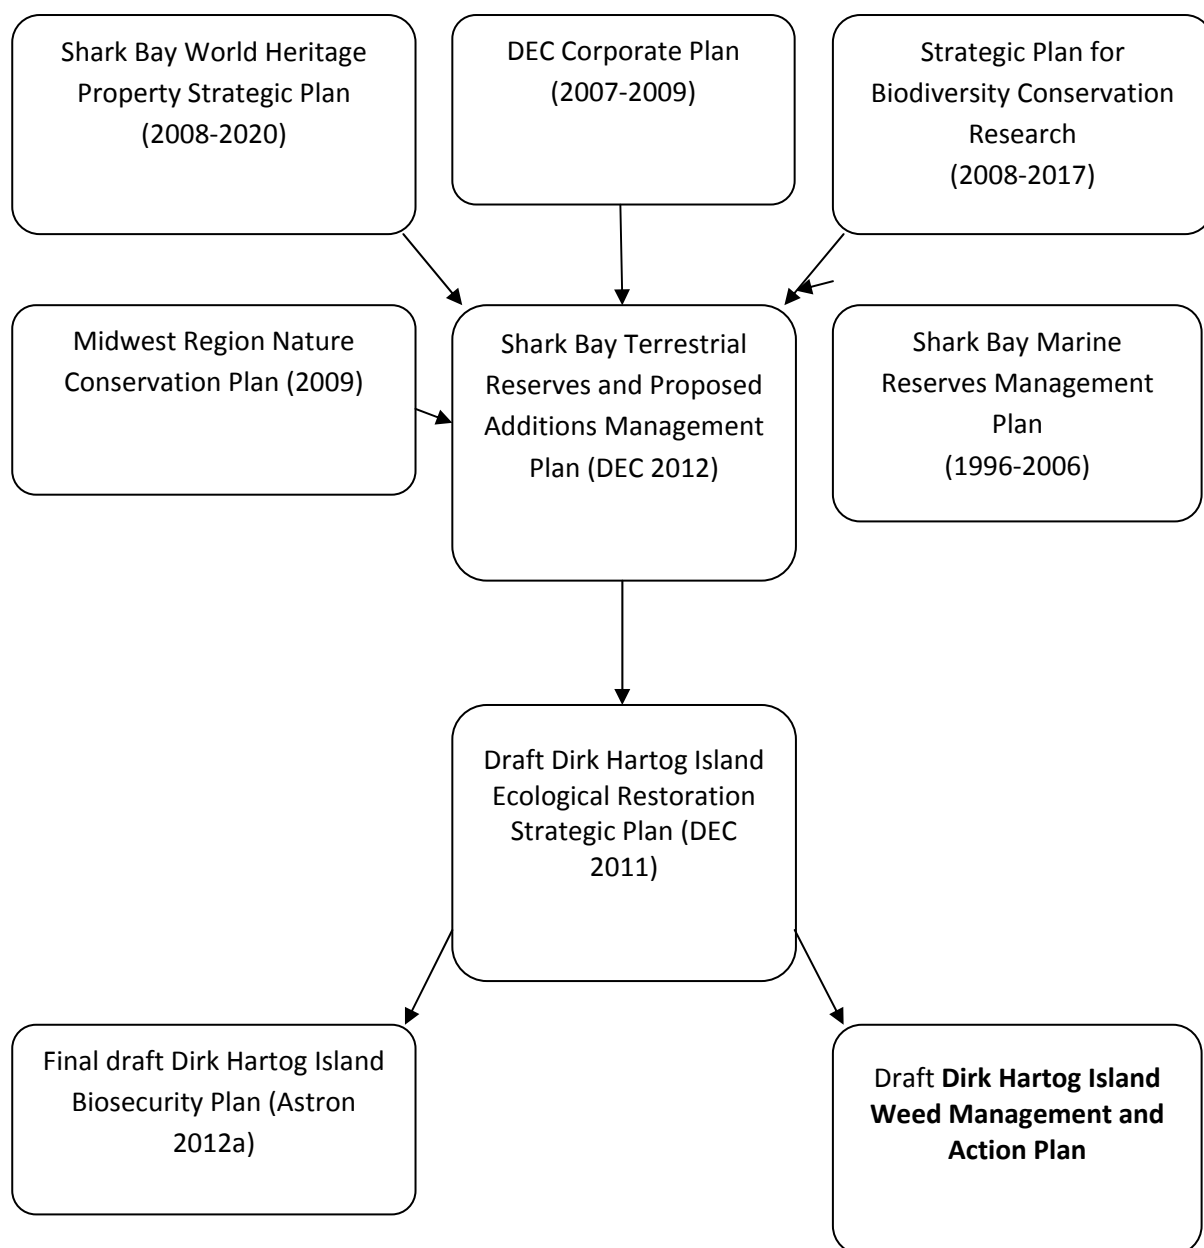 Shark Bay World Heritage
Property Strategic Plan
(2008-2020)
DEC Corporate Plan
(2007-2009)
Strategic Plan for
Biodiversity Conservation
Research
(2008-2017)
Midwest Region Nature
Conservation Plan (2009)
Shark Bay Terrestrial
Reserves and Proposed
Additions Management
Plan (DEC 2012)
Shark Bay Marine
Reserves Management
Plan
(1996-2006)
Draft Dirk Hartog Island
Ecological Restoration
Strategic Plan (DEC
2011)
Final draft Dirk Hartog Island
Biosecurity Plan (Astron
2012a)
Draft Dirk Hartog Island
Weed Management and
Action Plan